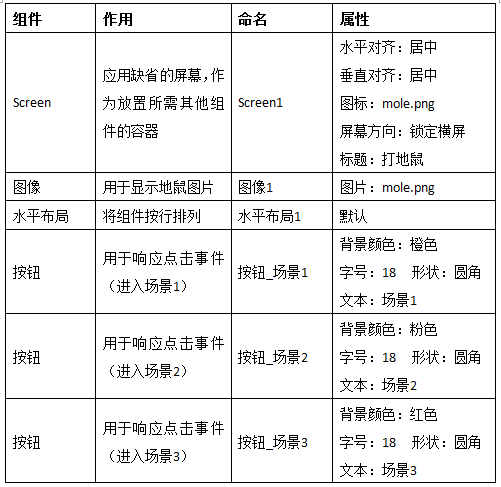 组件 作用 命名 属性
Screen 应用缺省的屏幕，作为放置所需其他组件的容器 Screen1 水平对齐：居中
垂直对齐：居中
图标：mole.png
屏幕方向：锁定横屏
标题：打地鼠
图像 用于显示地鼠图片 图像1 图片：mole.png
水平布局 将组件按行排列 水平布局1 默认
按钮 用于响应点击事件（进入场景1） 按钮_场景1 背景颜色：橙色
字号：18 形状：圆角
文本：场景1
按钮 用于响应点击事件（进入场景2） 按钮_场景2 背景颜色：粉色
字号：18 形状：圆角
文本：场景2
按钮 用于响应点击事件（进入场景3） 按钮_场景3 背景颜色：红色
字号：18 形状：圆角
文本：场景3